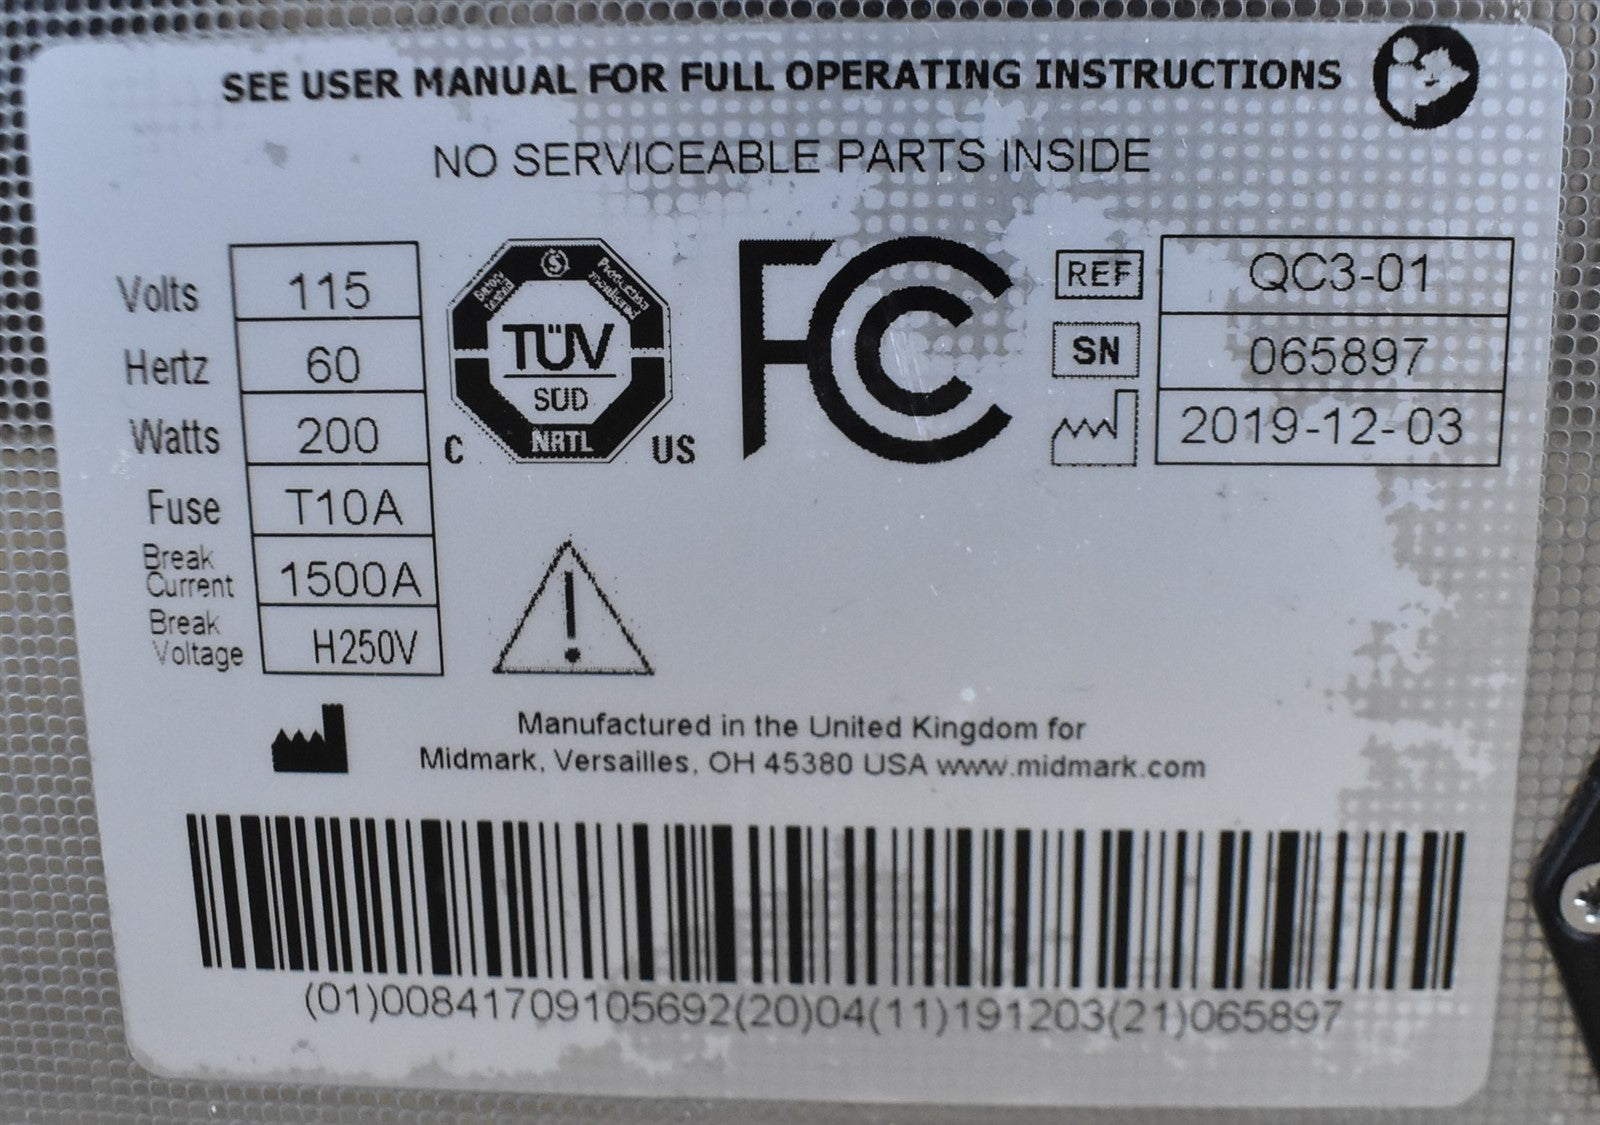 SEE USER MANUAL FOR FULL OPERATING INSTRUCTIONS
NO SERVICEABLE PARTS INSIDE
Volts 115
Hertz 60
Watts 200
Fuse T10A
Break Current 1500A
Break Voltage H250V
TÜV
SÜD
NRTL
C US
FC
REF QC3-01
SN 065897
2019-12-03
Manufactured in the United Kingdom for
Midmark, Versailles, OH 45380 USA www.midmark.com
(01)00841709105692(20)04(11)191203(21)065897